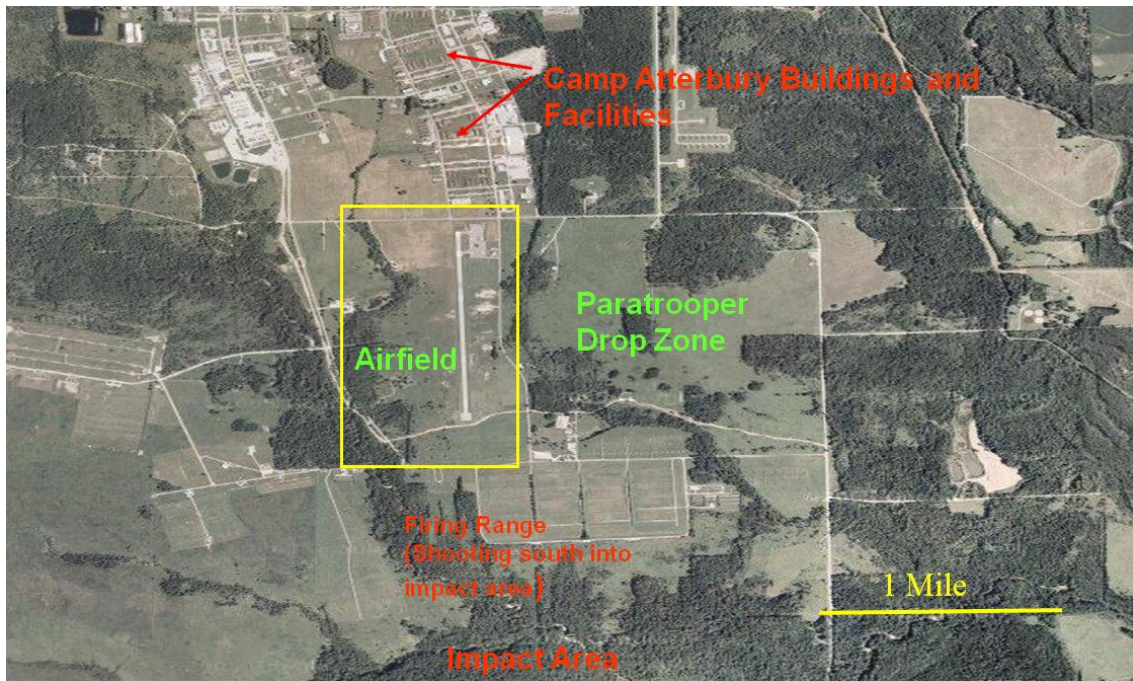 Camp Atterbury Buildings and
Facilities
Paratrooper
Drop Zone
Airfield
Firing Range
(Shooting south into
impact area)
1 Mile
Impact Area